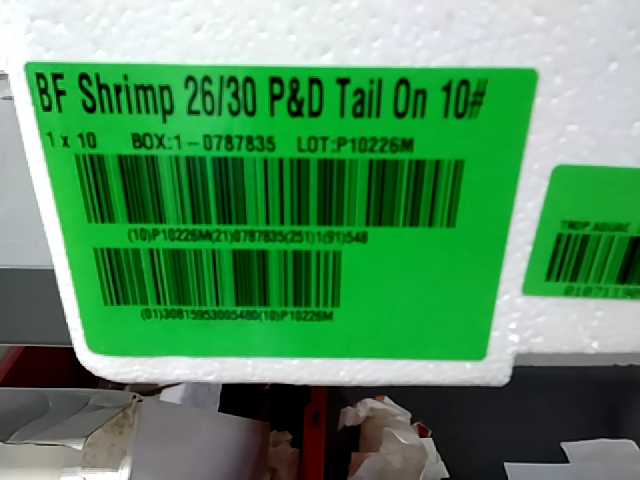 BF Shrimp 26/30 P&D Tail On 10#
1 x 10 BOX:1-0787835 LOT:P10226M
(10)P10226M(21)0787835(251)1(91)548
(01)30815953005480(10)P10226M